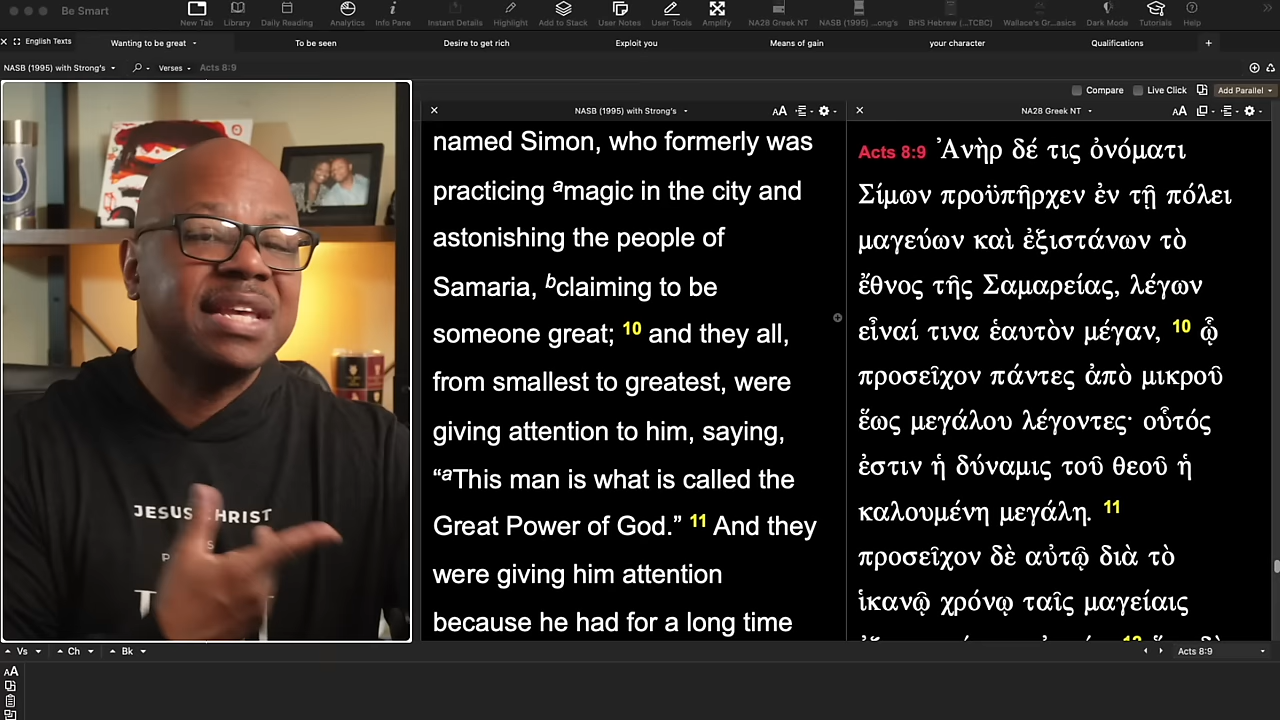 Be Smart
New Tab
Library
Daily Reading
Analytics
Info Pane
Instant Details
Highlight
Add to Stack
User Notes
User Tools
Amplify
NA28 Greek NT
NASB (1995) ...ong's
BHS Hebrew (...TCBC)
Wallace's Gr...asics
Dark Mode
Tutorials
Help
English Texts
Wanting to be great
To be seen
Desire to get rich
Exploit you
Means of gain
your character
Qualifications
NASB (1995) with Strong's
Verses
Acts 8:9
Compare
Live Click
Add Parallel
NASB (1995) with Strong's
named Simon, who formerly was
practicing amagic in the city and
astonishing the people of
Samaria, bclaiming to be
someone great; 10 and they all,
from smallest to greatest, were
giving attention to him, saying,
“aThis man is what is called the
Great Power of God.” 11 And they
were giving him attention
because he had for a long time
NA28 Greek NT
Acts 8:9 Ἀνὴρ δέ τις ὀνόματι
Σίμων προϋπῆρχεν ἐν τῇ πόλει
μαγεύων καὶ ἐξιστάνων τὸ
ἔθνος τῆς Σαμαρείας, λέγων
εἶναί τινα ἑαυτὸν μέγαν, 10 ᾧ
προσεῖχον πάντες ἀπὸ μικροῦ
ἕως μεγάλου λέγοντες· οὗτός
ἐστιν ἡ δύναμις τοῦ θεοῦ ἡ
καλουμένη μεγάλη. 11
προσεῖχον δὲ αὐτῷ διὰ τὸ
ἱκανῷ χρόνῳ ταῖς μαγείαις
JESUS CHRIST
Vs
Ch
Bk
Acts 8:9